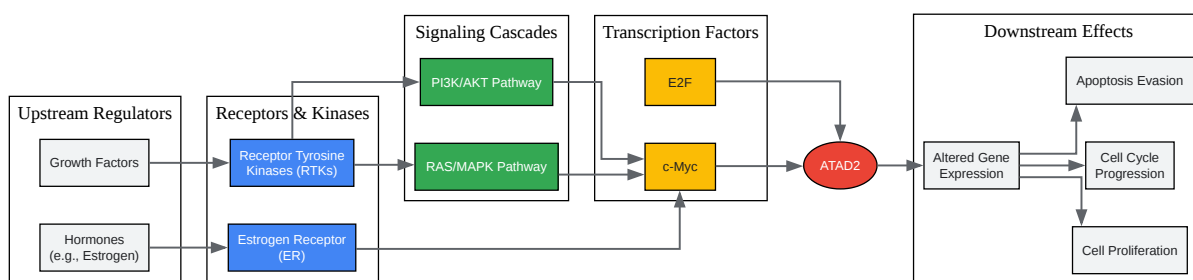 Upstream Regulators
Growth Factors
Hormones
(e.g., Estrogen)
Receptors & Kinases
Receptor Tyrosine
Kinases (RTKs)
Estrogen Receptor
(ER)
Signaling Cascades
PI3K/AKT Pathway
RAS/MAPK Pathway
Transcription Factors
E2F
c-Myc
ATAD2
Downstream Effects
Altered Gene
Expression
Apoptosis Evasion
Cell Cycle
Progression
Cell Proliferation